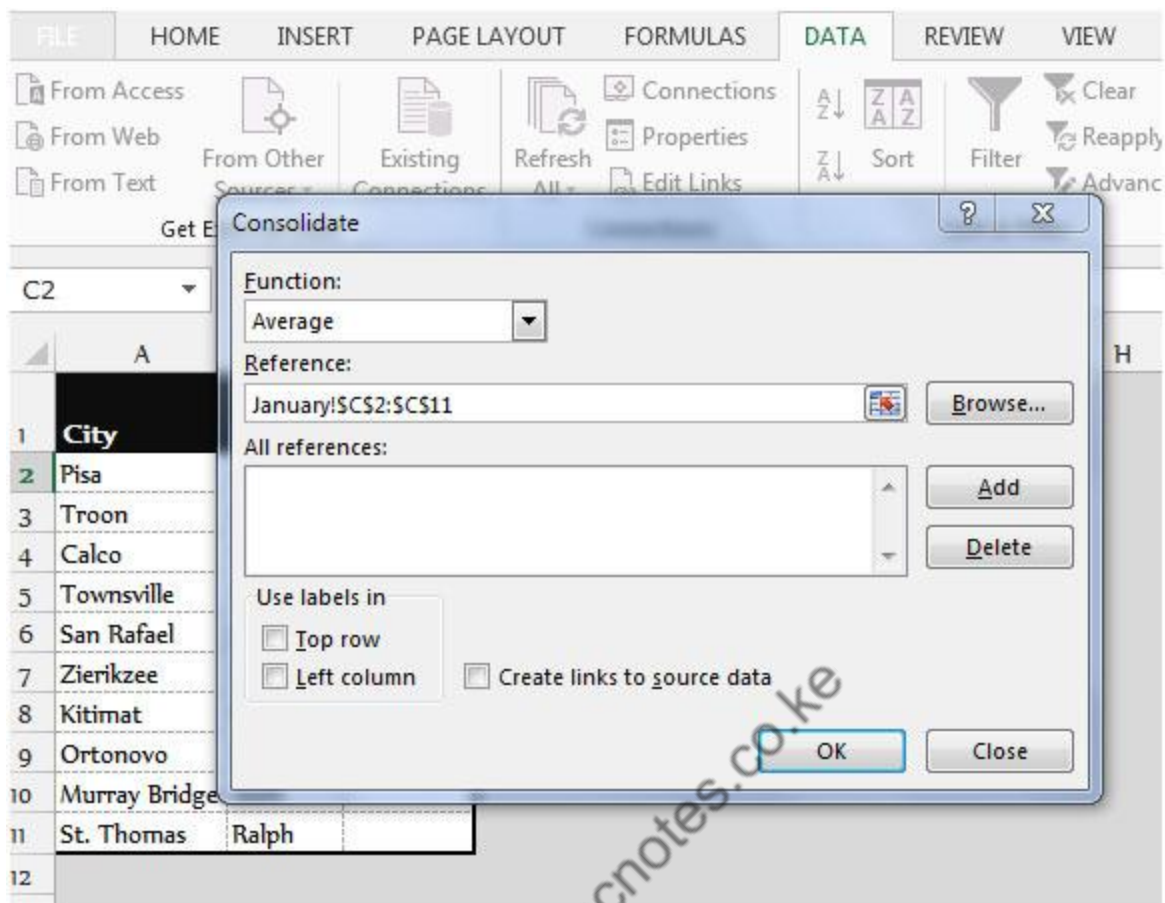 FILE HOME INSERT PAGE LAYOUT FORMULAS DATA REVIEW VIEW
From Access
From Web
From Text
From Other
Sources
Existing
Connections
Refresh
All
Connections
Properties
Edit Links
Sort
Filter
Clear
Reapply
Get
Consolidate
C2
Function:
Average
Reference:
January!$C$2:$C$11
Browse...
All references:
Add
Delete
Use labels in
Top row
Left column
Create links to source data
OK
Close
A H
1 City
2 Pisa
3 Troon
4 Calco
5 Townsville
6 San Rafael
7 Zierikzee
8 Kitimat
9 Ortonovo
10 Murray Bridge
11 St. Thomas Ralph
12
cnotes.co.ke